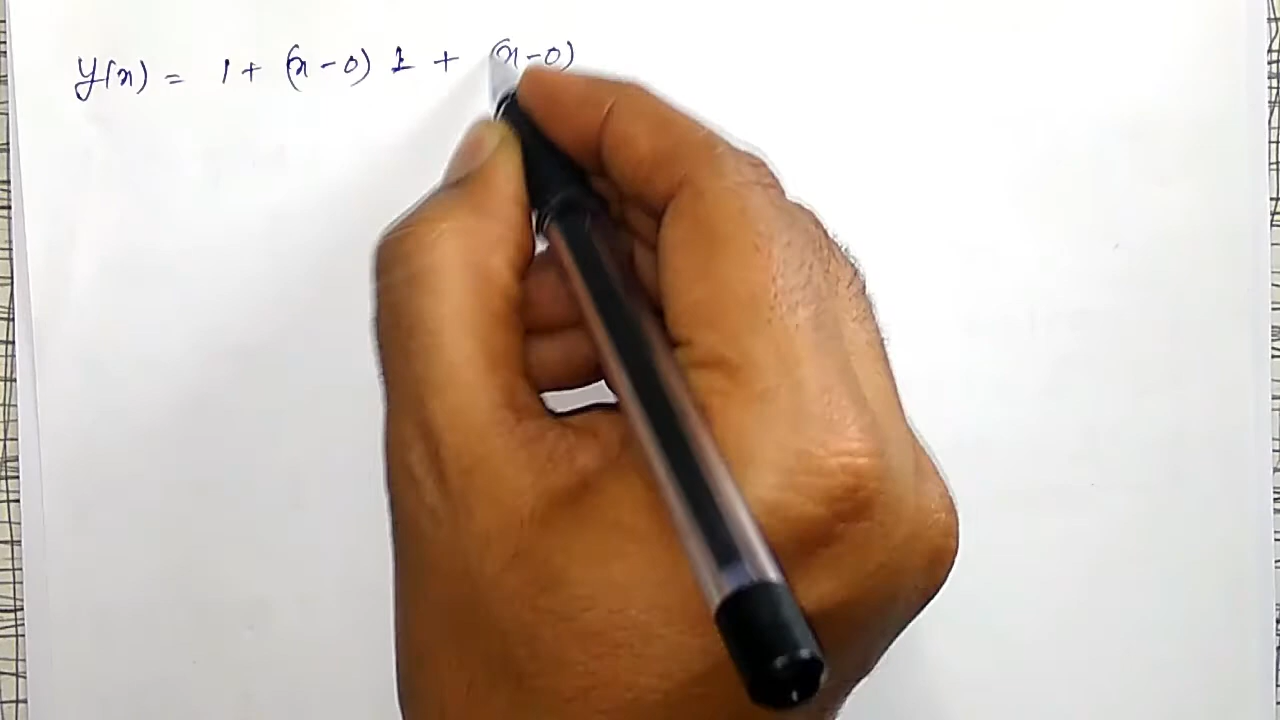 y(x) = 1 + (x-0) 1 + (x-0)